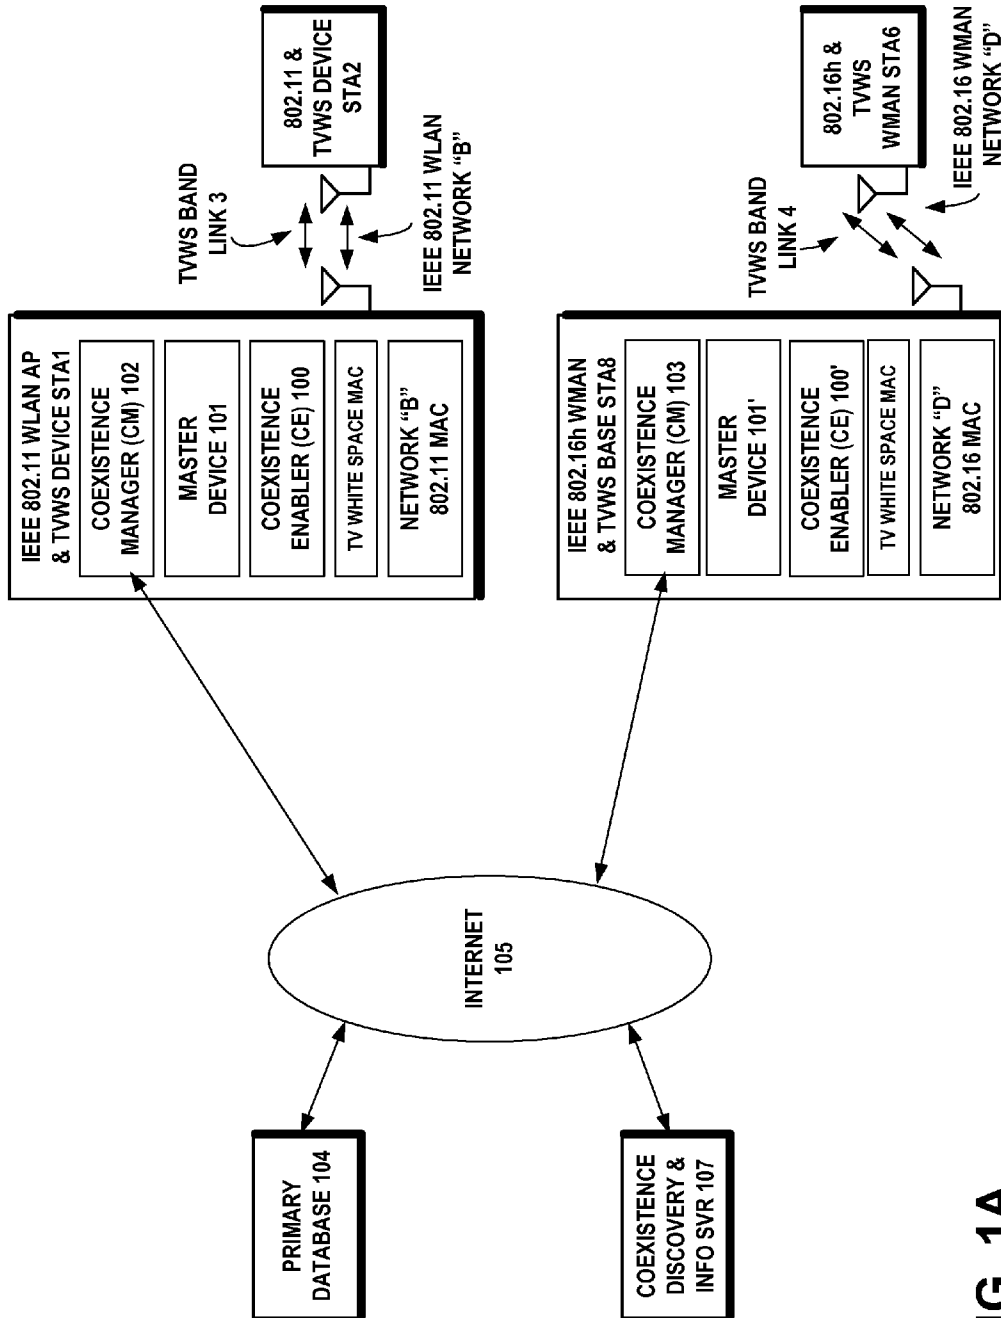 PRIMARY
DATABASE 104
COEXISTENCE
DISCOVERY &
INFO SVR 107
INTERNET
105
IEEE 802.11 WLAN AP
& TVWS DEVICE STA1
COEXISTENCE
MANAGER (CM) 102
MASTER
DEVICE 101
COEXISTENCE
ENABLER (CE) 100
TV WHITE SPACE MAC
NETWORK “B”
802.11 MAC
TVWS BAND
LINK 3
IEEE 802.11 WLAN
NETWORK “B”
802.11 &
TVWS DEVICE
STA2
IEEE 802.16h WMAN
& TVWS BASE STA8
COEXISTENCE
MANAGER (CM) 103
MASTER
DEVICE 101'
COEXISTENCE
ENABLER (CE) 100'
TV WHITE SPACE MAC
NETWORK “D”
802.16 MAC
TVWS BAND
LINK 4
802.16h &
TVWS
WMAN STA6
IEEE 802.16 WMAN
NETWORK “D”
1A